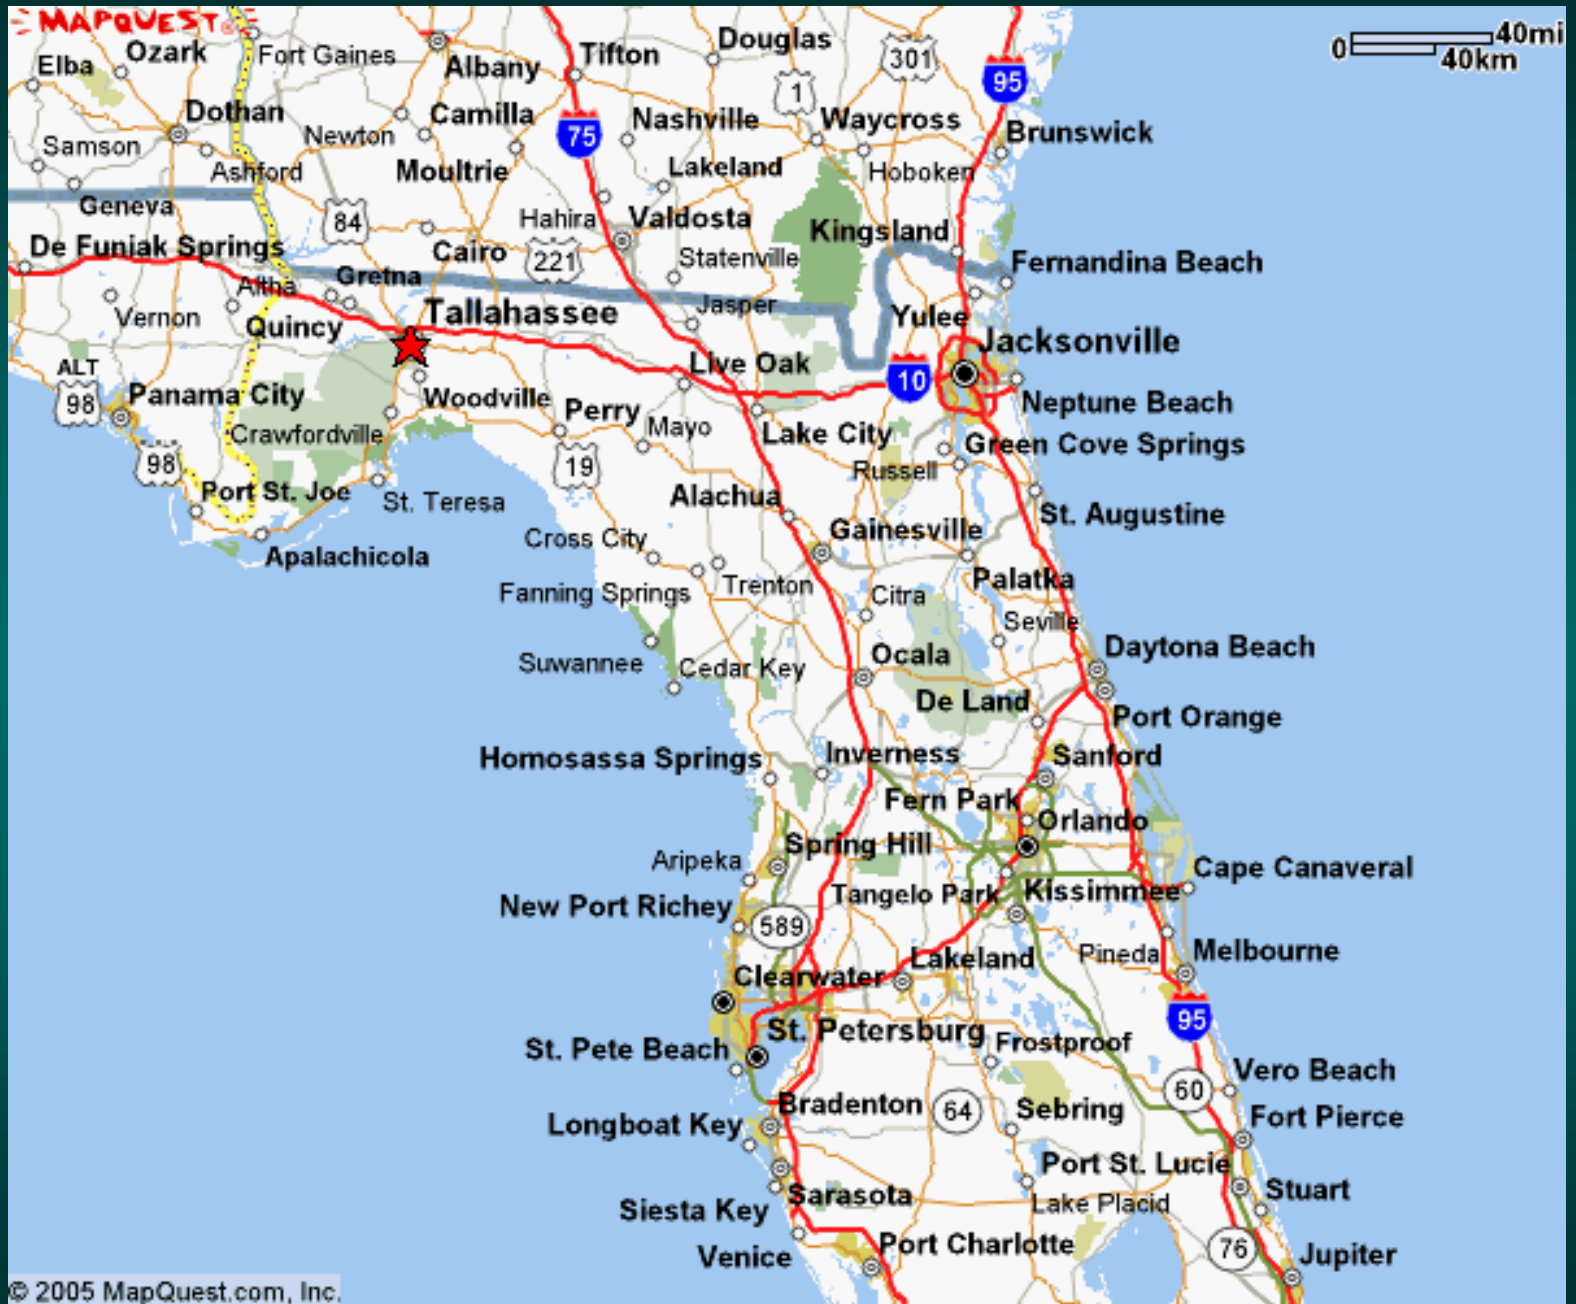 MAPQUEST®
Ozark
Fort Gaines
Elba
Albany
Tifton
Douglas
301
95
0
40mi
40km
1
Dothan
Camilla
Newton
75
Nashville
Waycross
Brunswick
Samson
Ashford
Moultrie
Lakeland
Hoboken
Geneva
84
Hahira
Valdosta
Kingsland
De Funiak Springs
Cairo
221
Statenville
Fernandina Beach
Altha
Gretna
Jasper
Vernon
Quincy
Tallahassee
Yulee
Jacksonville
ALT
98
Panama City
Woodville
Live Oak
10
Neptune Beach
Crawfordville
Perry
Mayo
Lake City
Green Cove Springs
98
19
Russell
Port St. Joe
St. Teresa
Alachua
St. Augustine
Apalachicola
Cross City
Gainesville
Fanning Springs
Trenton
Citra
Palatka
Seville
Suwannee
Cedar Key
Ocala
Daytona Beach
De Land
Port Orange
Homosassa Springs
Inverness
Sanford
Fern Park
Orlando
Aripeka
Spring Hill
Cape Canaveral
New Port Richey
589
Tangelo Park
Kissimmee
Clearwater
Lakeland
Pineda
Melbourne
95
St. Pete Beach
St. Petersburg
Frostproof
Vero Beach
60
Longboat Key
Bradenton
64
Sebring
Fort Pierce
Port St. Lucie
Siesta Key
Sarasota
Lake Placid
Stuart
Venice
Port Charlotte
76
Jupiter
© 2005 MapQuest.com, Inc.